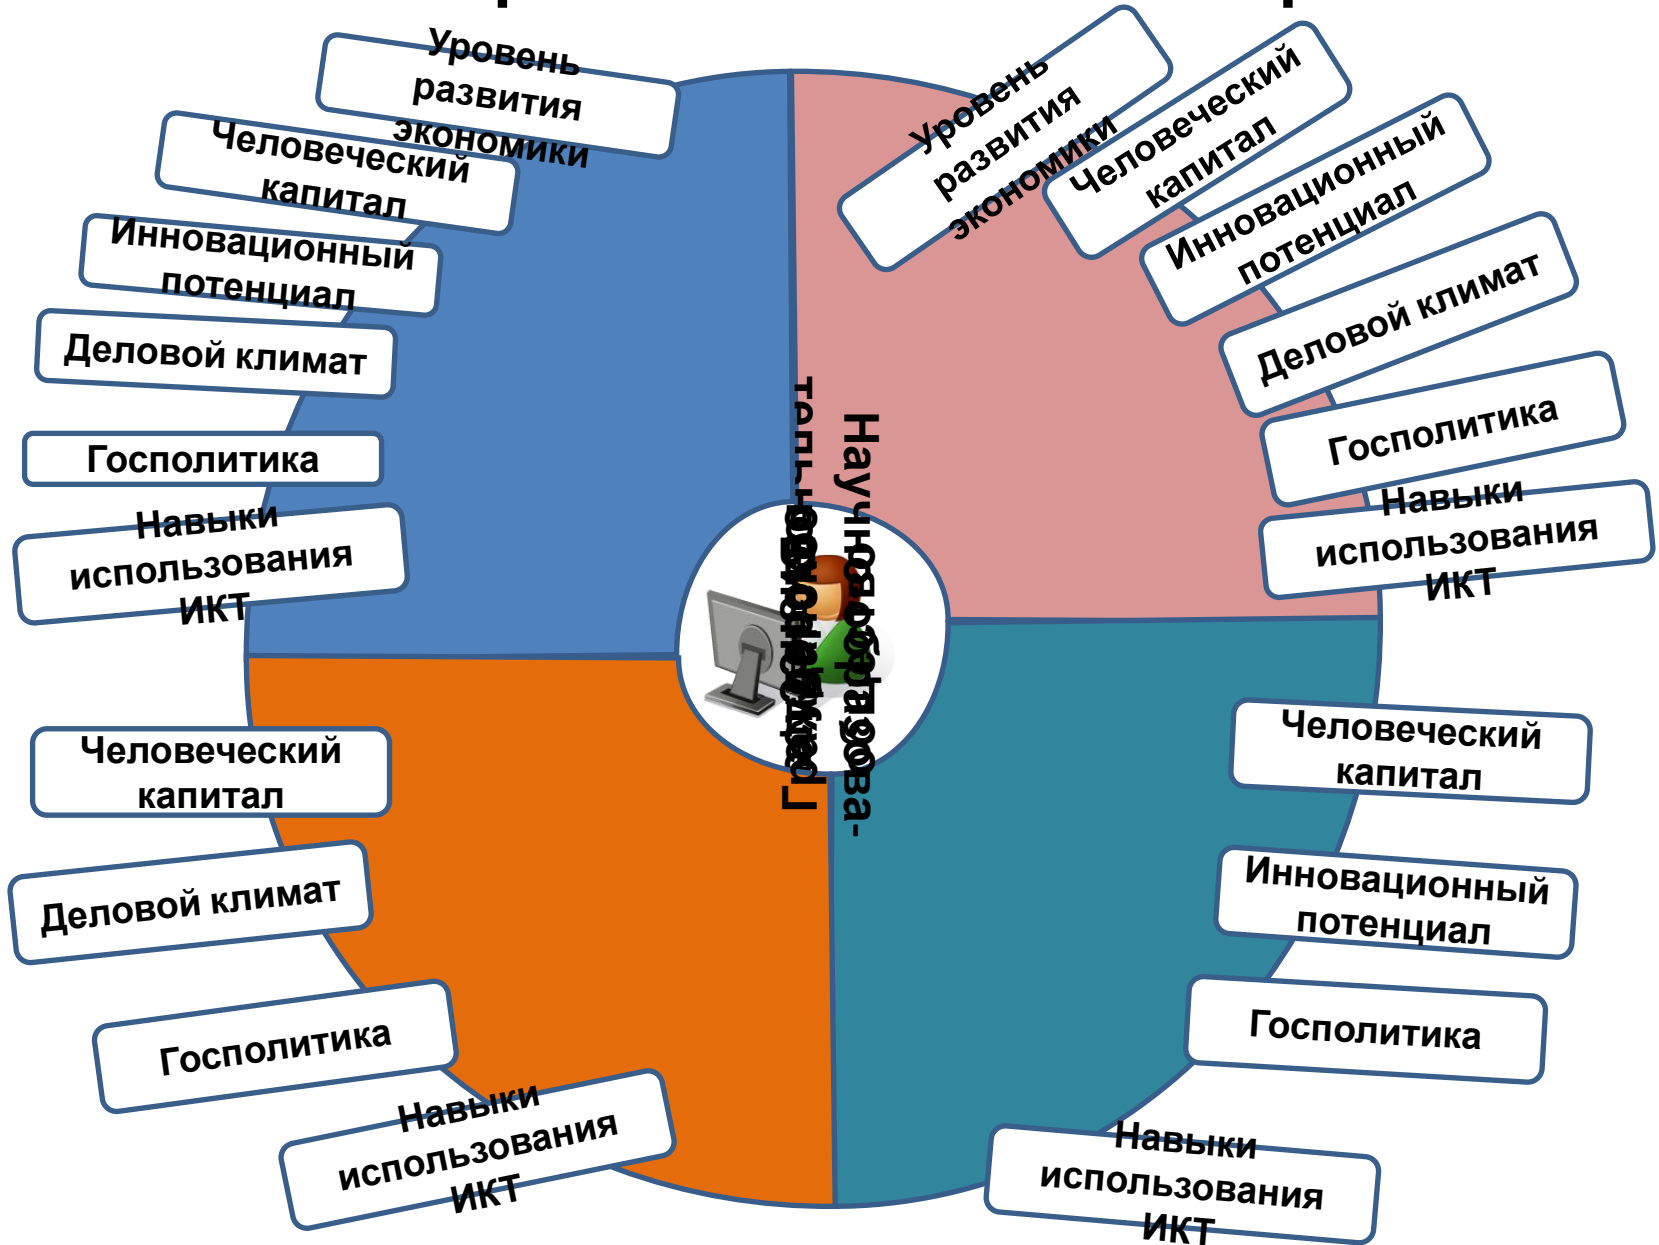 Уровень
развития
экономики
Человеческий
капитал
Инновационный
потенциал
Деловой климат
Госполитика
Навыки
использования
ИКТ
Уровень
развития
экономики
Человеческий
капитал
Инновационный
потенциал
Деловой климат
Госполитика
Навыки
использования
ИКТ
Человеческий
капитал
Деловой климат
Госполитика
Навыки
использования
ИКТ
Человеческий
капитал
Инновационный
потенциал
Госполитика
Навыки
использования
ИКТ